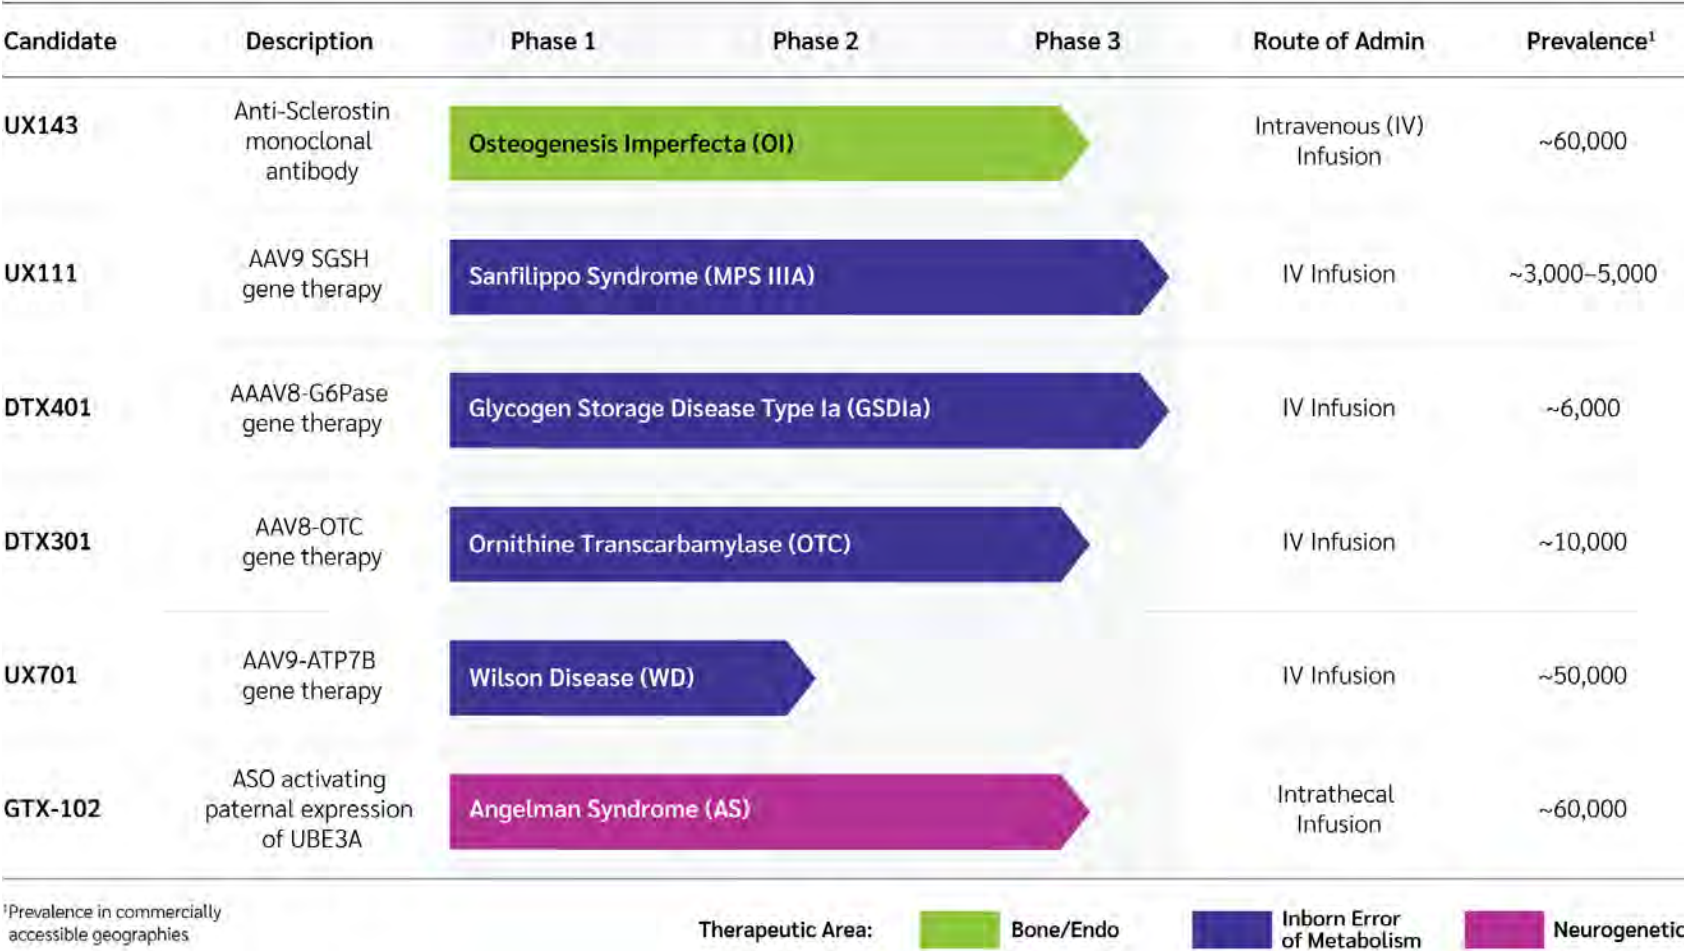 Candidate Description Phase 1 Phase 2 Phase 3 Route of Admin Prevalence¹
UX143
Anti-Sclerostin
monoclonal
antibody
Osteogenesis Imperfecta (OI)
Intravenous (IV)
Infusion
~60,000
UX111
AAV9 SGSH
gene therapy
Sanfilippo Syndrome (MPS IIIA)
IV Infusion
~3,000–5,000
DTX401
AAAV8-G6Pase
gene therapy
Glycogen Storage Disease Type Ia (GSDIa)
IV Infusion
~6,000
DTX301
AAV8-OTC
gene therapy
Ornithine Transcarbamylase (OTC)
IV Infusion
~10,000
UX701
AAV9-ATP7B
gene therapy
Wilson Disease (WD)
IV Infusion
~50,000
GTX-102
ASO activating
paternal expression
of UBE3A
Angelman Syndrome (AS)
Intrathecal
Infusion
~60,000
¹Prevalence in commercially
accessible geographies
Therapeutic Area:
Bone/Endo
Inborn Error
of Metabolism
Neurogenetic